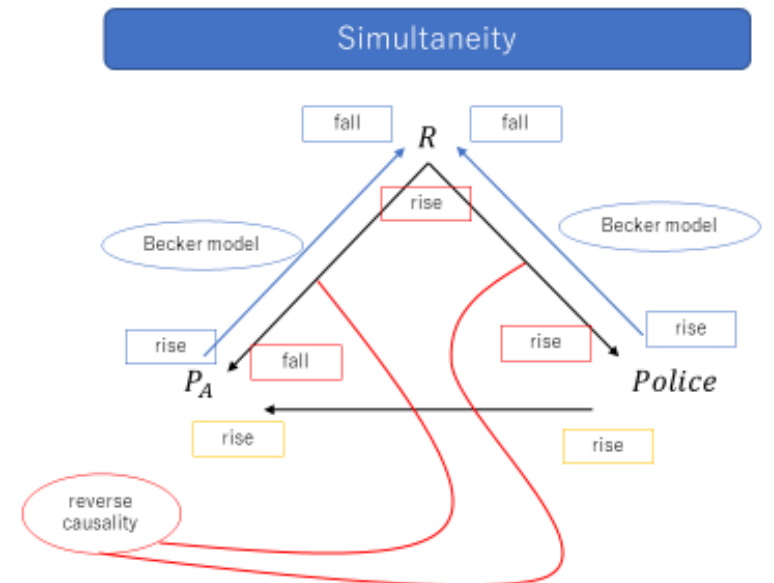 Simultaneity
fall
fall
R
rise
Becker model
Becker model
rise
fall
rise
rise
P_A
Police
rise
rise
reverse
causality